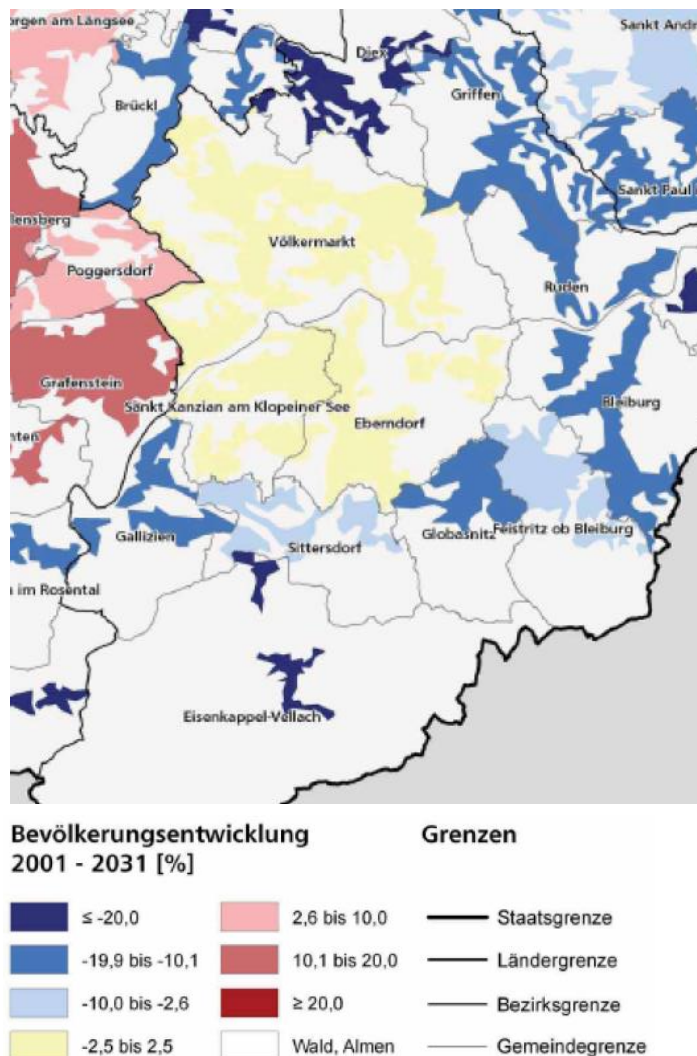 orgen am Längsee
Sankt Andr
Diex
Griffen
Brückl
Sankt Paul
lensberg
Völkermarkt
Poggersdorf
Ruden
Grafenstein
Sankt Kanzian am Klopeiner See
Bleiburg
Eberndorf
nten
Gallizien
Sittersdorf
Globasnitz
Feistritz ob Bleiburg
im Rosental
Eisenkappel-Vellach
Bevölkerungsentwicklung
2001 - 2031 [%]
≤ -20,0
-19,9 bis -10,1
-10,0 bis -2,6
-2,5 bis 2,5
2,6 bis 10,0
10,1 bis 20,0
≥ 20,0
Wald, Almen
Grenzen
Staatsgrenze
Ländergrenze
Bezirksgrenze
Gemeindegrenze